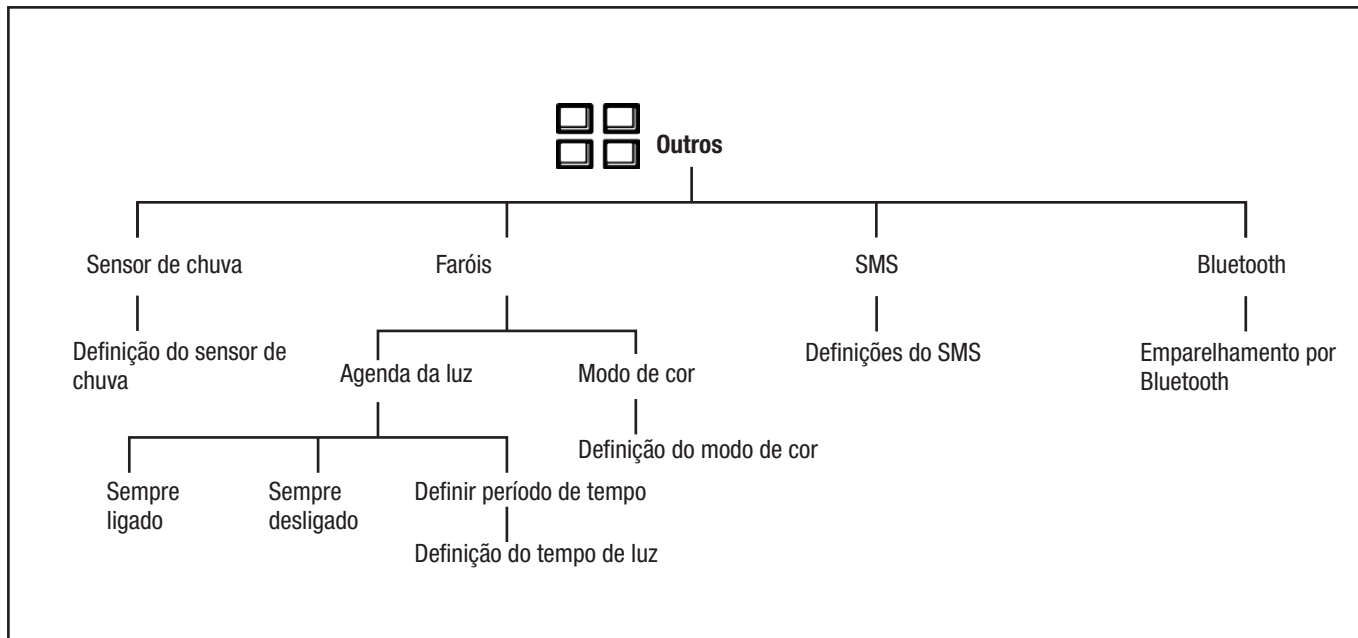 Outros
Sensor de chuva
Faróis
SMS
Bluetooth
Definição do sensor de
chuva
Agenda da luz
Modo de cor
Definições do SMS
Emparelhamento por
Bluetooth
Definição do modo de cor
Sempre
ligado
Sempre
desligado
Definir período de tempo
Definição do tempo de luz